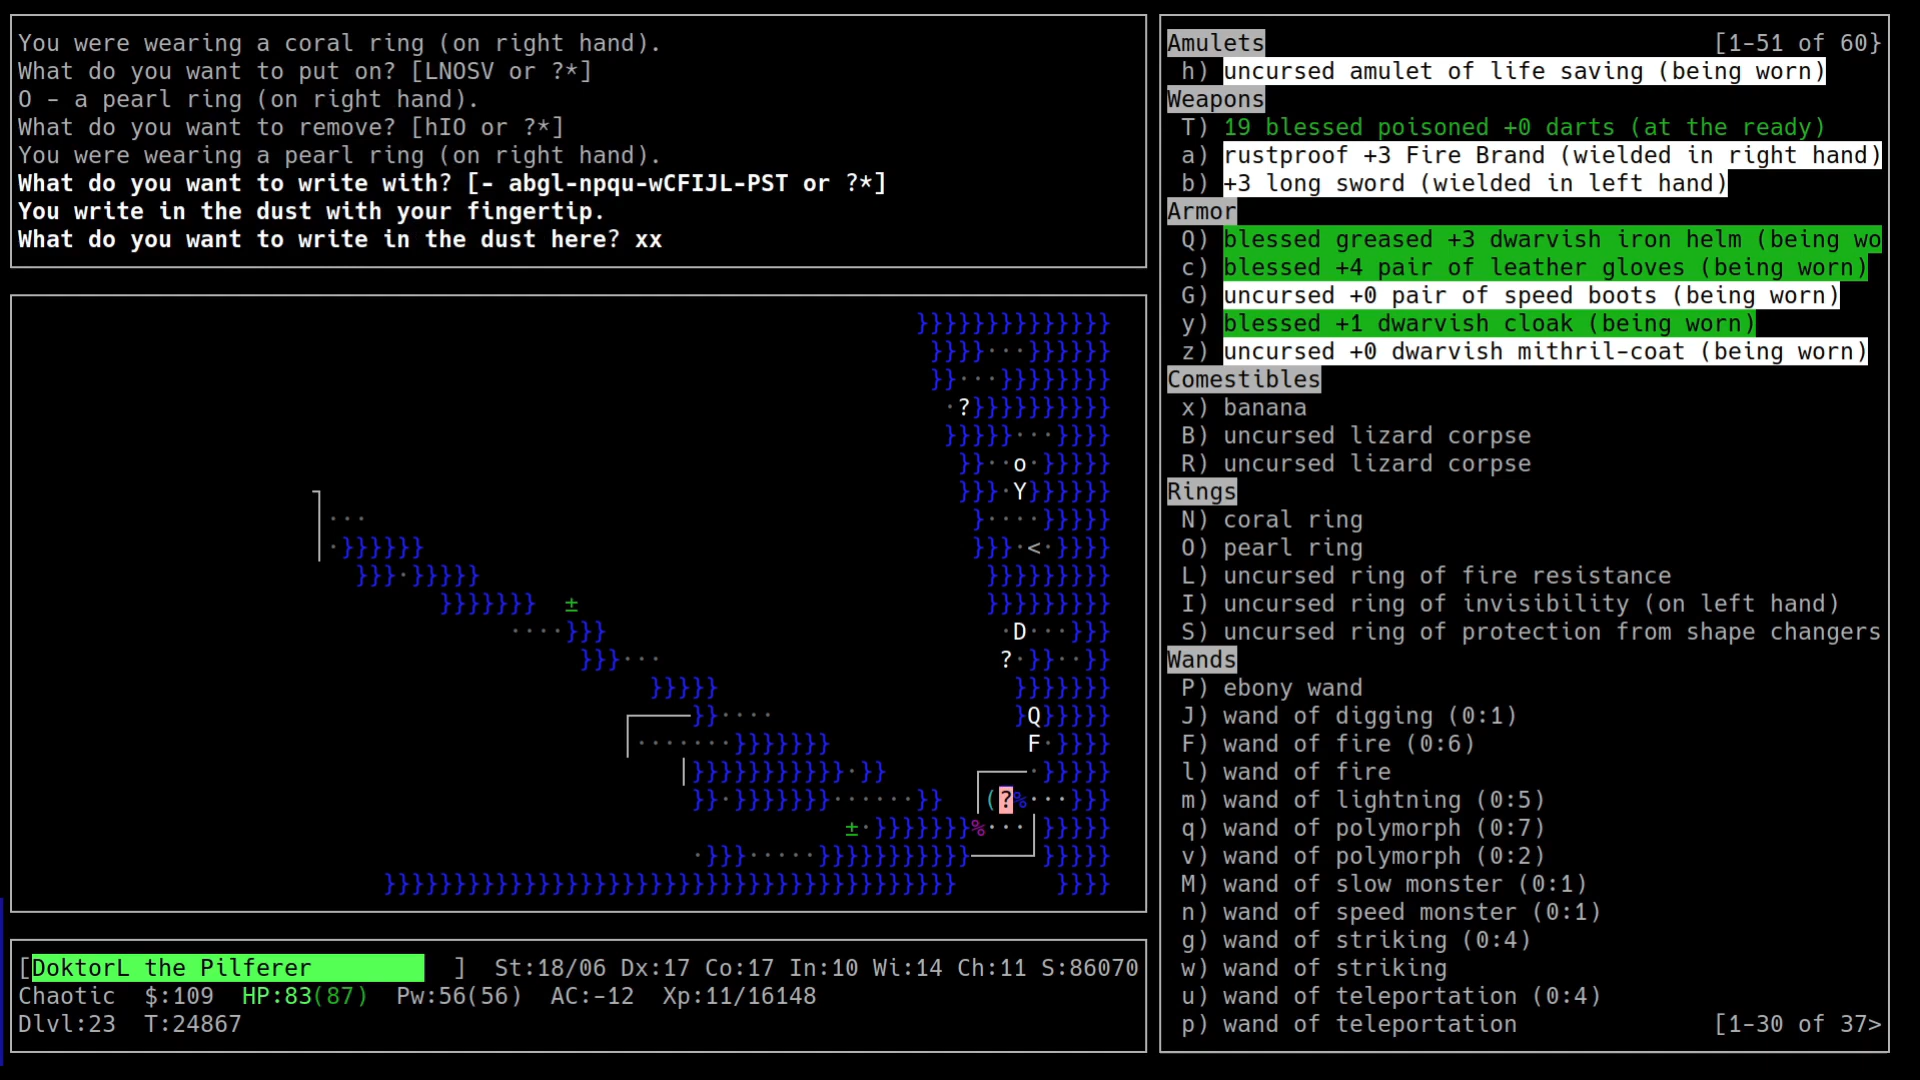 You were wearing a coral ring (on right hand).
What do you want to put on? [LNOSV or ?*]
O - a pearl ring (on right hand).
What do you want to remove? [hIO or ?*]
You were wearing a pearl ring (on right hand).
What do you want to write with? [- abgl-npqu-wCFIJL-PST or ?*]
You write in the dust with your fingertip.
What do you want to write in the dust here? xx
}}}}}}}}}}}}}}
}}}}···}}}}}}
}}···}}}}}}}}
·?}}}}}}}}}}
}}}}}···}}}}
}}··o·}}}}}
}}}·Y}}}}}}
··· }····}}}}}
·}}}}}} }}}·<·}}}}
}}}·}}}}} }}}}}}}}}
}}}}}}} ± }}}}}}}}}
····}}} ·D···}}}
}}}··· ?·}}··}}
}}}}} }}}}}}}
}}···· }Q}}}}}
·······}}}}}}} F·}}}}
}}}}}}}}}}}·}} ·}}}}}
}}·}}}}}}}······}} (?%···}}}
±·}}}}}}}%··· }}}}}
·}}}·····}}}}}}}}}}} }}}}}
}}}}}}}}}}}}}}}}}}}}}}}}}}}}}}}}}}}}}}}}} }}}}
[DoktorL the Pilferer ] St:18/06 Dx:17 Co:17 In:10 Wi:14 Ch:11 S:86070
Chaotic $:109 HP:83(87) Pw:56(56) AC:-12 Xp:11/16148
Dlvl:23 T:24867
Amulets [1-51 of 60}
h) uncursed amulet of life saving (being worn)
Weapons
T) 19 blessed poisoned +0 darts (at the ready)
a) rustproof +3 Fire Brand (wielded in right hand)
b) +3 long sword (wielded in left hand)
Armor
Q) blessed greased +3 dwarvish iron helm (being wo
c) blessed +4 pair of leather gloves (being worn)
G) uncursed +0 pair of speed boots (being worn)
y) blessed +1 dwarvish cloak (being worn)
z) uncursed +0 dwarvish mithril-coat (being worn)
Comestibles
x) banana
B) uncursed lizard corpse
R) uncursed lizard corpse
Rings
N) coral ring
O) pearl ring
L) uncursed ring of fire resistance
I) uncursed ring of invisibility (on left hand)
S) uncursed ring of protection from shape changers
Wands
P) ebony wand
J) wand of digging (0:1)
F) wand of fire (0:6)
l) wand of fire
m) wand of lightning (0:5)
q) wand of polymorph (0:7)
v) wand of polymorph (0:2)
M) wand of slow monster (0:1)
n) wand of speed monster (0:1)
g) wand of striking (0:4)
w) wand of striking
u) wand of teleportation (0:4)
p) wand of teleportation [1-30 of 37>